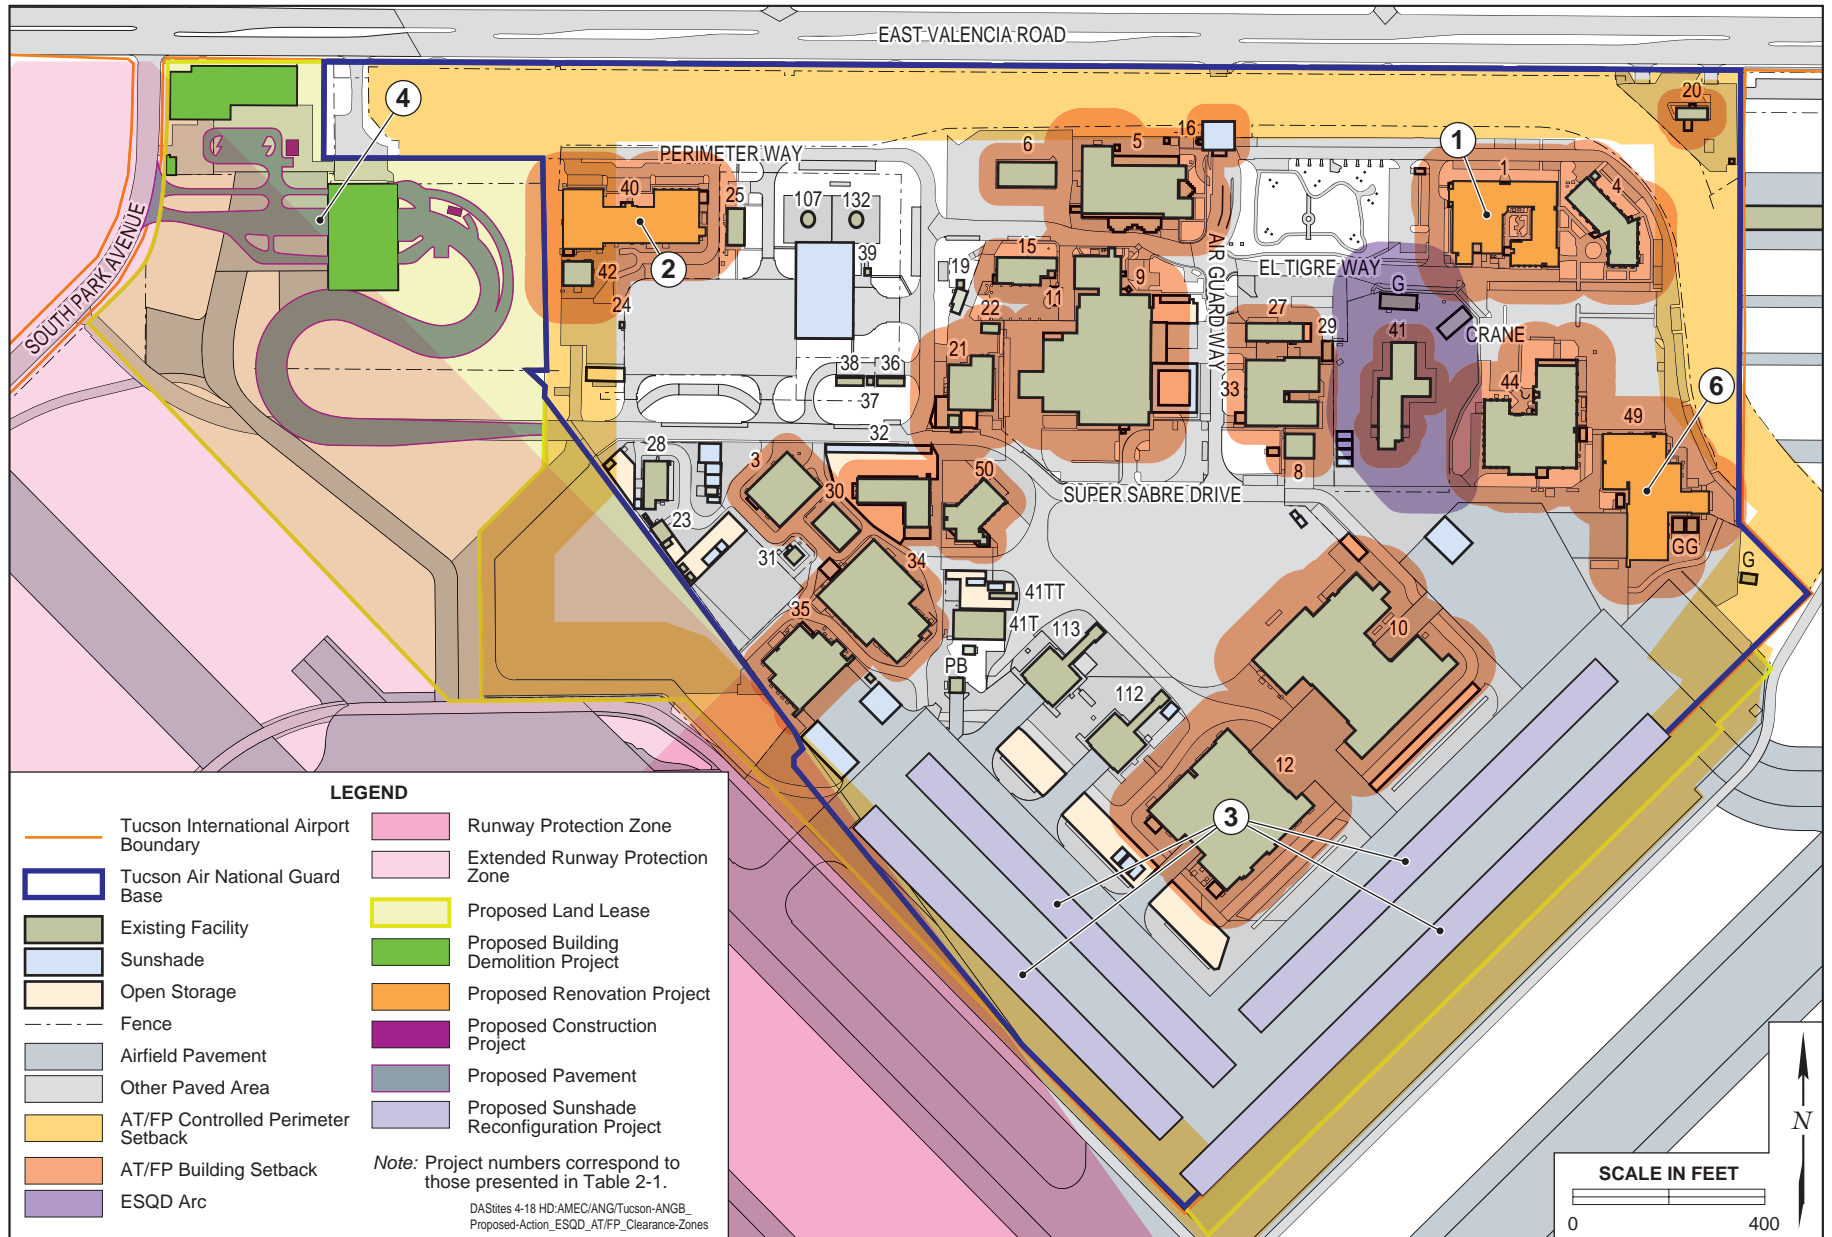 EAST VALENCIA ROAD
4
20
16
5
6
1
PERIMETER WAY
1
4
40
25
107
132
SOUTH PARK AVENUE
2
42
39
15
19
9
AIR GUARD WAY
EL TIGRE WAY
G
24
22
11
27
29
41
CRANE
21
38
36
37
33
44
6
49
32
28
3
30
50
8
SUPER SABRE DRIVE
23
31
34
GG
G
41TT
35
41T
113
10
PB
112
12
3
LEGEND
Tucson International Airport
Boundary
Tucson Air National Guard
Base
Existing Facility
Sunshade
Open Storage
Fence
Airfield Pavement
Other Paved Area
AT/FP Controlled Perimeter
Setback
AT/FP Building Setback
ESQD Arc
Runway Protection Zone
Extended Runway Protection
Zone
Proposed Land Lease
Proposed Building
Demolition Project
Proposed Renovation Project
Proposed Construction
Project
Proposed Pavement
Proposed Sunshade
Reconfiguration Project
Note: Project numbers correspond to
those presented in Table 2-1.
DAStites 4-18 HD:AMEC/ANG/Tucson-ANGB_
Proposed-Action_ESQD_AT/FP_Clearance-Zones
N
SCALE IN FEET
0 400